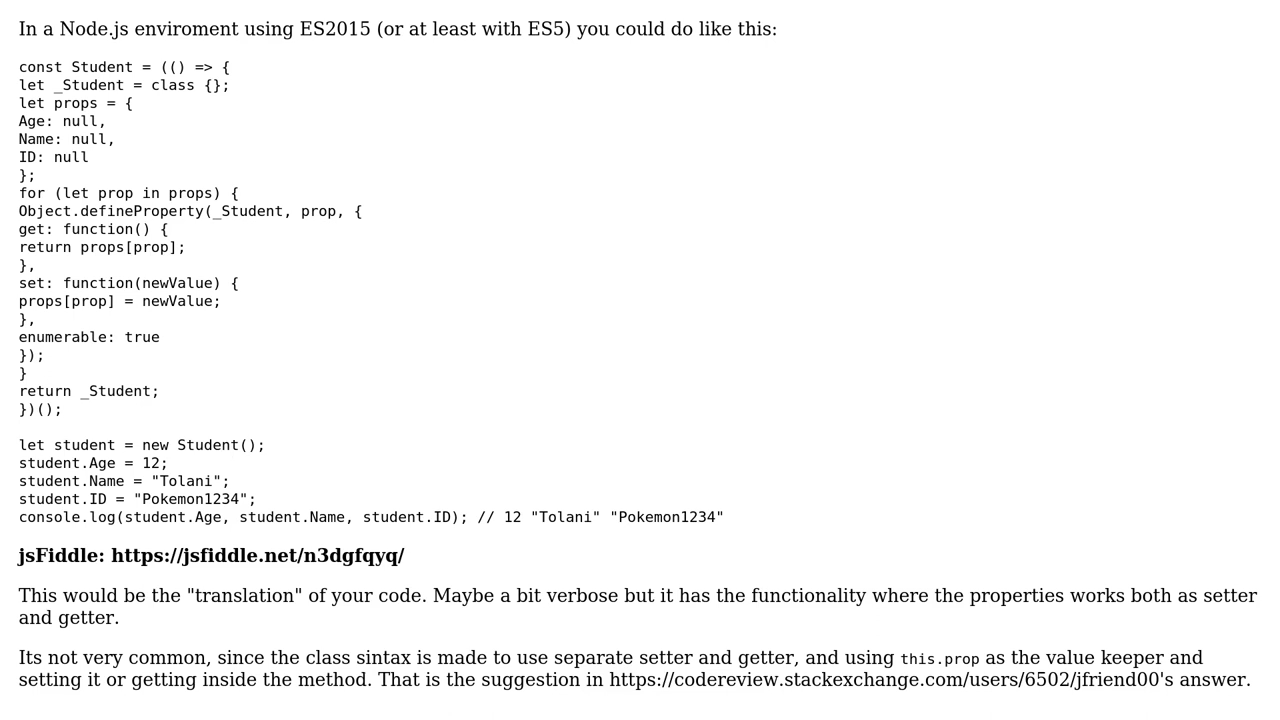 In a Node.js enviroment using ES2015 (or at least with ES5) you could do like this:
const Student = (() => {
let _Student = class {};
let props = {
Age: null,
Name: null,
ID: null
};
for (let prop in props) {
Object.defineProperty(_Student, prop, {
get: function() {
return props[prop];
},
set: function(newValue) {
props[prop] = newValue;
},
enumerable: true
});
}
return _Student;
})();

let student = new Student();
student.Age = 12;
student.Name = "Tolani";
student.ID = "Pokemon1234";
console.log(student.Age, student.Name, student.ID); // 12 "Tolani" "Pokemon1234"
jsFiddle: https://jsfiddle.net/n3dgfqyq/
This would be the "translation" of your code. Maybe a bit verbose but it has the functionality where the properties works both as setter
and getter.
Its not very common, since the class sintax is made to use separate setter and getter, and using this.prop as the value keeper and
setting it or getting inside the method. That is the suggestion in https://codereview.stackexchange.com/users/6502/jfriend00's answer.